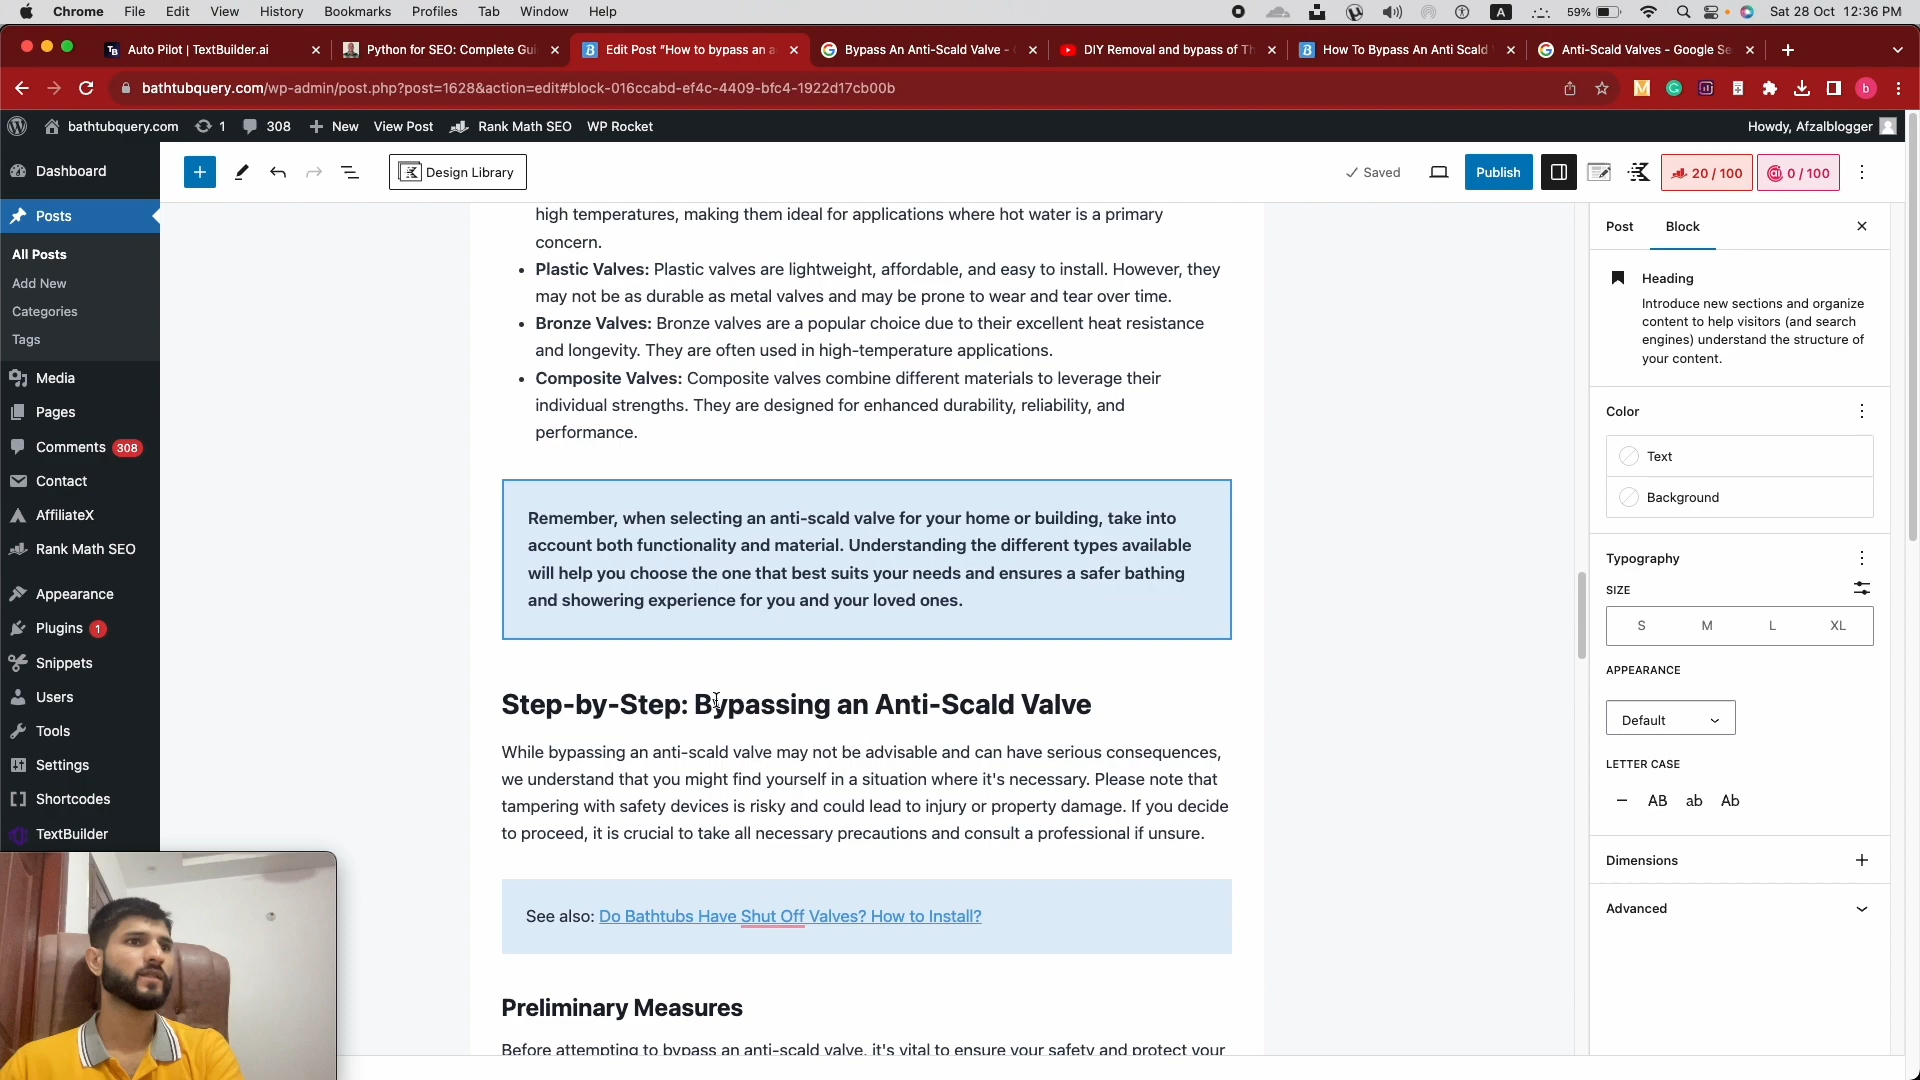 Chrome File Edit View History Bookmarks Profiles Tab Window Help A 59% Sat 28 Oct 12:36 PM
TB Auto Pilot | TextBuilder.ai Python for SEO: Complete Gui B Edit Post "How to bypass an a Bypass An Anti-Scald Valve - DIY Removal and bypass of Th B How To Bypass An Anti Scald Anti-Scald Valves - Google Se
bathtubquery.com/wp-admin/post.php?post=1628&action=edit#block-016ccabd-ef4c-4409-bfc4-1922d17cb00b M b
bathtubquery.com 1 308 New View Post Rank Math SEO WP Rocket Howdy, Afzalblogger
Design Library Saved Publish 20 / 100 0 / 100
Dashboard
Posts
All Posts
Add New
Categories
Tags
Media
Pages
Comments 308
Contact
AffiliateX
Rank Math SEO
Appearance
Plugins 1
Snippets
Users
Tools
Settings
Shortcodes
TextBuilder
high temperatures, making them ideal for applications where hot water is a primary
concern.
• Plastic Valves: Plastic valves are lightweight, affordable, and easy to install. However, they
may not be as durable as metal valves and may be prone to wear and tear over time.
• Bronze Valves: Bronze valves are a popular choice due to their excellent heat resistance
and longevity. They are often used in high-temperature applications.
• Composite Valves: Composite valves combine different materials to leverage their
individual strengths. They are designed for enhanced durability, reliability, and
performance.
Remember, when selecting an anti-scald valve for your home or building, take into
account both functionality and material. Understanding the different types available
will help you choose the one that best suits your needs and ensures a safer bathing
and showering experience for you and your loved ones.
Step-by-Step: Bypassing an Anti-Scald Valve
While bypassing an anti-scald valve may not be advisable and can have serious consequences,
we understand that you might find yourself in a situation where it's necessary. Please note that
tampering with safety devices is risky and could lead to injury or property damage. If you decide
to proceed, it is crucial to take all necessary precautions and consult a professional if unsure.
See also: Do Bathtubs Have Shut Off Valves? How to Install?
Preliminary Measures
Before attempting to bypass an anti-scald valve, it's vital to ensure your safety and protect your
Post Block
Heading
Introduce new sections and organize
content to help visitors (and search
engines) understand the structure of
your content.
Color
Text
Background
Typography
SIZE
S M L XL
APPEARANCE
Default
LETTER CASE
— AB ab Ab
Dimensions
Advanced